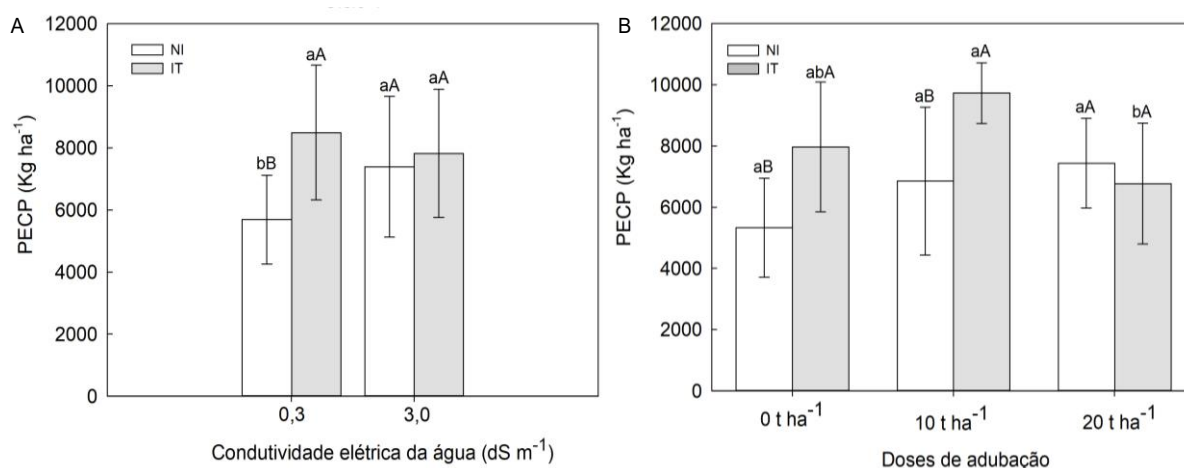 A
12000
10000
8000
6000
4000
2000
0
PECP (Kg ha-1)
NI
IT
bB
aA
aA
aA
0,3
3,0
Condutividade elétrica da água (dS m-1)
B
12000
10000
8000
6000
4000
2000
0
PECP (Kg ha-1)
NI
IT
aB
abA
aB
aA
aA
bA
0 t ha-1
10 t ha-1
20 t ha-1
Doses de adubação